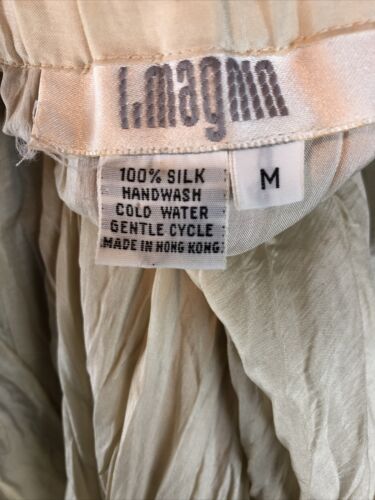 I.magnin
100% SILK
HANDWASH
COLD WATER
GENTLE CYCLE
MADE IN HONG KONG
M